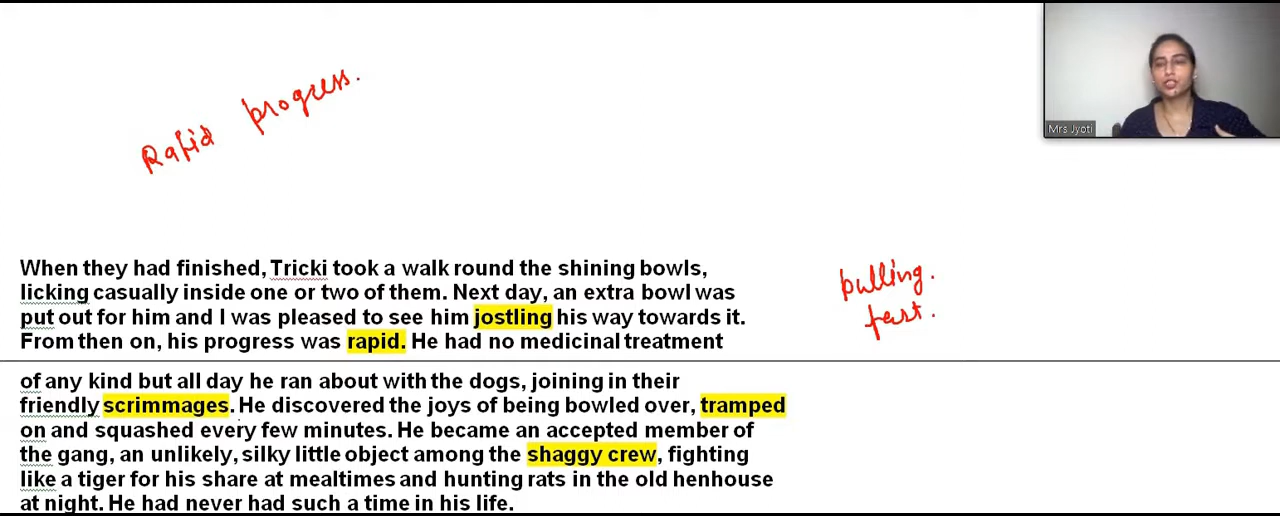 Rapid progress.
Mrs Jyoti
When they had finished, Tricki took a walk round the shining bowls,
licking casually inside one or two of them. Next day, an extra bowl was
put out for him and I was pleased to see him jostling his way towards it.
From then on, his progress was rapid. He had no medicinal treatment
pulling.
fast.
of any kind but all day he ran about with the dogs, joining in their
friendly scrimmages. He discovered the joys of being bowled over, tramped
on and squashed every few minutes. He became an accepted member of
the gang, an unlikely, silky little object among the shaggy crew, fighting
like a tiger for his share at mealtimes and hunting rats in the old henhouse
at night. He had never had such a time in his life.